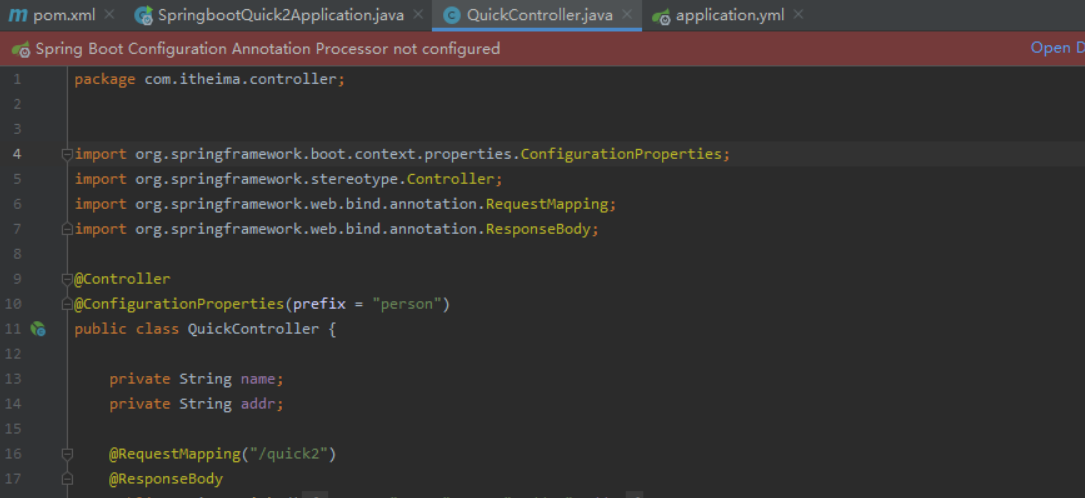 pom.xml SpringbootQuick2Application.java QuickController.java application.yml
Spring Boot Configuration Annotation Processor not configured Open D
1 package com.itheima.controller;
2
3
4 import org.springframework.boot.context.properties.ConfigurationProperties;
5 import org.springframework.stereotype.Controller;
6 import org.springframework.web.bind.annotation.RequestMapping;
7 import org.springframework.web.bind.annotation.ResponseBody;
8
9 @Controller
10 @ConfigurationProperties(prefix = "person")
11 public class QuickController {
12
13 private String name;
14 private String addr;
15
16 @RequestMapping("/quick2")
17 @ResponseBody